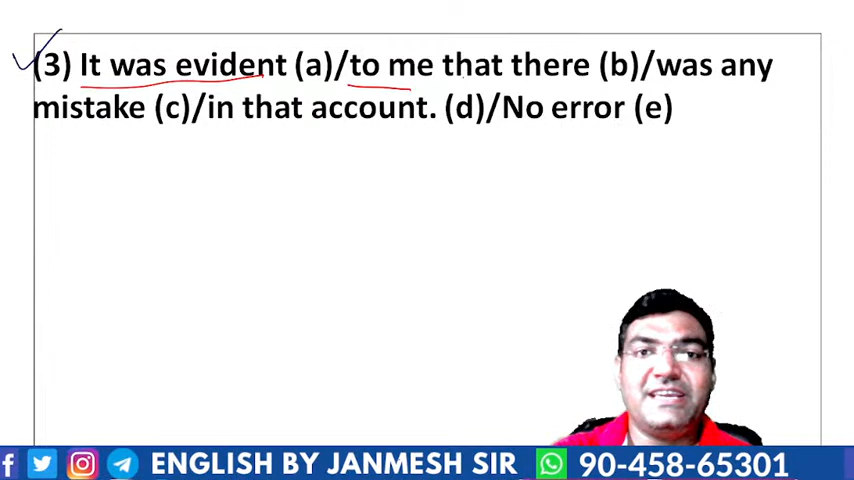 (3) It was evident (a)/to me that there (b)/was any
mistake (c)/in that account. (d)/No error (e)
ENGLISH BY JANMESH SIR 90-458-65301